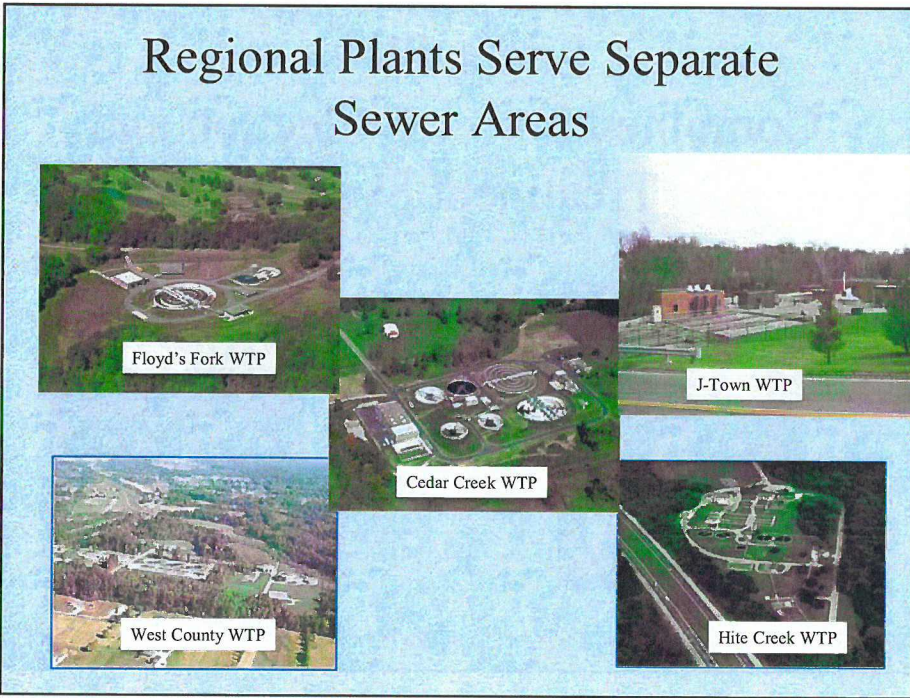 Regional Plants Serve Separate
Sewer Areas
Floyd's Fork WTP
J-Town WTP
Cedar Creek WTP
West County WTP
Hite Creek WTP